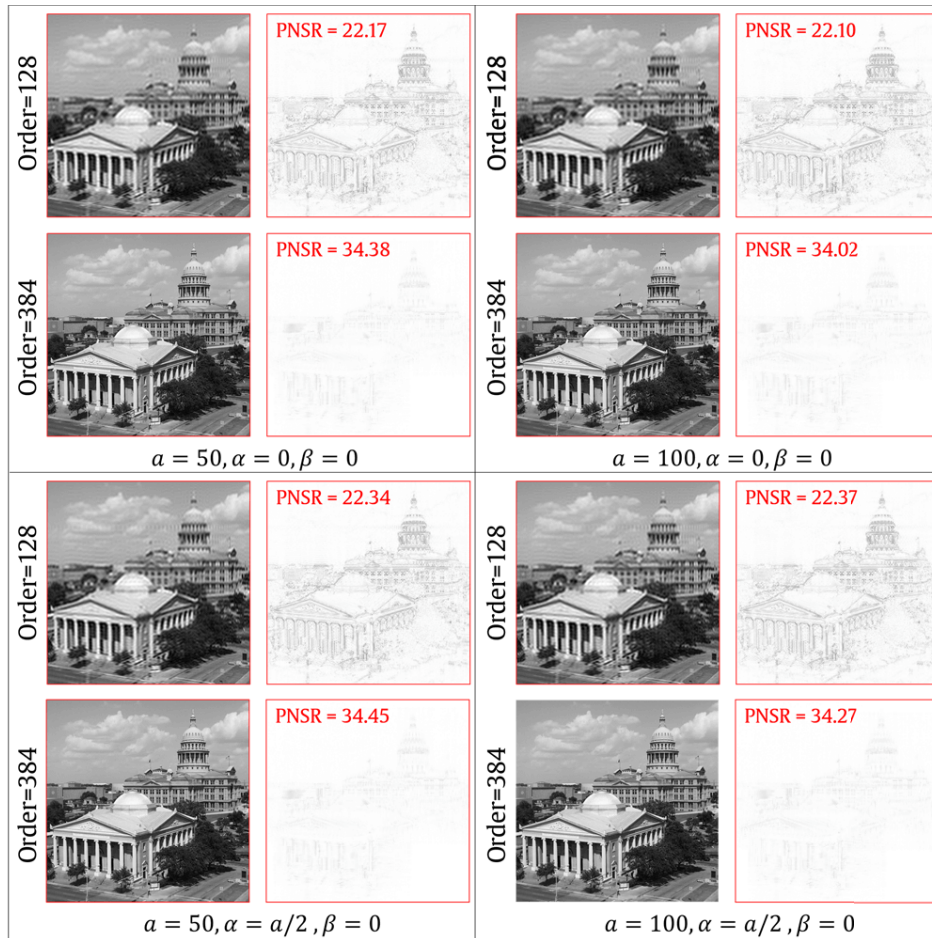 Order=128
PNSR = 22.17
Order=384
PNSR = 34.38
a = 50, α = 0, β = 0
Order=128
PNSR = 22.10
Order=384
PNSR = 34.02
a = 100, α = 0, β = 0
Order=128
PNSR = 22.34
Order=384
PNSR = 34.45
a = 50, α = a/2 , β = 0
Order=128
PNSR = 22.37
Order=384
PNSR = 34.27
a = 100, α = a/2 , β = 0